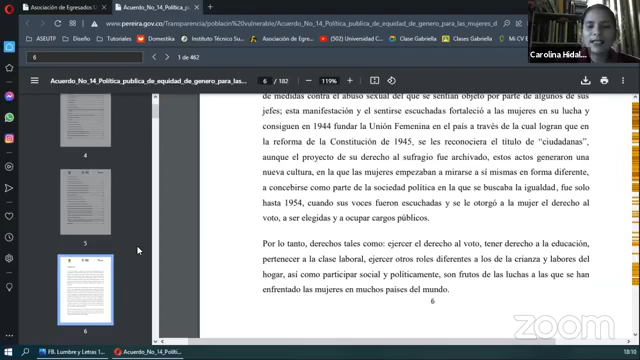 Asociación de Egresados U
Acuerdo_No_14_Política_pu
www.pereira.gov.co/Transparencia/poblacin%20vulnerable/Acuerdo_No_14_Política_publica_de_equidad_de_genero_para_las_mujeres_d
Carolina Hidal
ASEUTP
Diseño
Tutoriales
Dominio
Instituto Técnico Su
(502) Universidad C
Clase Gabriella
Clase Gabriella
Mi CV E
6
1 de 462
Acuerdo_No_14_Política_publica_de_equidad_de_genero_para_las
6 / 182
119%
4
5
6
de medidas contra el abuso sexual del que se sentían objeto por parte de algunos de sus
jefes; esta manifestación y el sentirse escuchadas fortaleció a las mujeres en su lucha y
consiguen en 1944 fundar la Unión Femenina en el país a través de la cual logran que en
la reforma de la Constitución de 1945, se les reconociera el título de “ciudadanas”,
aunque el proyecto de su derecho al sufragio fue archivado, estos actos generaron una
nueva cultura, en la que las mujeres empezaban a mirarse a sí mismas en forma diferente,
a concebirse como parte de la sociedad política en la que se buscaba la igualdad, fue solo
hasta 1954, cuando sus voces fueron escuchadas y se le otorgó a la mujer el derecho al
voto, a ser elegidas y a ocupar cargos públicos.
Por lo tanto, derechos tales como: ejercer el derecho al voto, tener derecho a la educación,
pertenecer a la clase laboral, ejercer otros roles diferentes a los de la crianza y labores del
hogar, así como participar social y políticamente, son frutos de las luchas a las que se han
enfrentado las mujeres en muchos países del mundo.
6
zoom
FB. Lumbre y Letras 1
Acuerdo_No_14_Políti
18:10